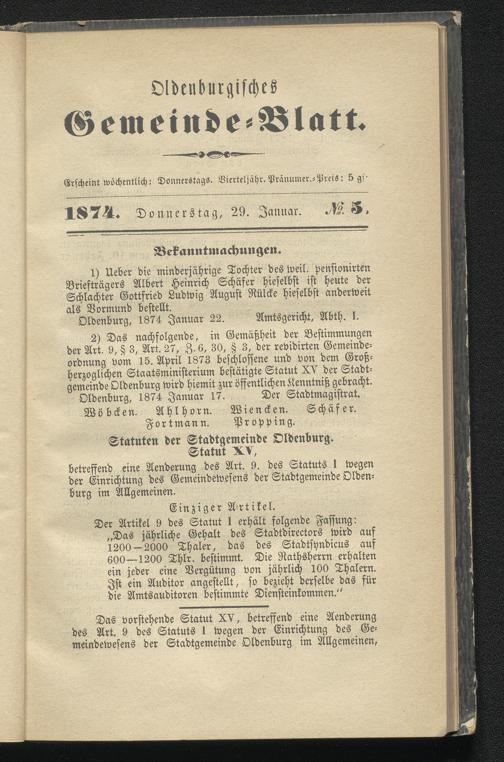 Oldenburgisches
Gemeinde=Blatt.
Erscheint wöchentlich: Donnerstags. Vierteljähr. Pränumer.=Preis: 5 gr.
1874. Donnerstag, 29. Januar. № 5.
Bekanntmachungen.
1) Ueber die minderjährige Tochter des weil. pensionirten
Briefträgers Albert Heinrich Schäfer hieselbst ist heute der
Schlachter Gottfried Ludwig August Rülcke hieselbst anderweit
als Vormund bestellt.
Oldenburg, 1874 Januar 22. Amtsgericht, Abth. I.
2) Das nachfolgende, in Gemäßheit der Bestimmungen
der Art. 9, § 3, Art. 27, Z. 6, 30, § 3, der revidirten Gemeinde=
ordnung vom 15. April 1873 beschlossene und von dem Groß=
herzoglichen Staatsministerium bestätigte Statut XV der Stadt=
gemeinde Oldenburg wird hiemit zur öffentlichen Kenntniß gebracht.
Oldenburg, 1874 Januar 17. Der Stadtmagistrat.
Wöbcken. Ahlhorn. Wiencken. Schäfer.
Fortmann. Propping.
Statuten der Stadtgemeinde Oldenburg.
Statut XV,
betreffend eine Aenderung des Art. 9. des Statuts I wegen
der Einrichtung des Gemeindewesens der Stadtgemeinde Olden=
burg im Allgemeinen.
Einziger Artikel.
Der Artikel 9 des Statut I erhält folgende Fassung:
„Das jährliche Gehalt des Stadtdirectors wird auf
1200—2000 Thaler, das des Stadtsyndicus auf
600—1200 Thlr. bestimmt. Die Rathsherrn erhalten
ein jeder eine Vergütung von jährlich 100 Thalern.
Ist ein Auditor angestellt, so bezieht derselbe das für
die Amtsauditoren bestimmte Diensteinkommen.“
Das vorstehende Statut XV, betreffend eine Aenderung
des Art. 9 des Statuts I wegen der Einrichtung des Ge=
meindewesens der Stadtgemeinde Oldenburg im Allgemeinen,